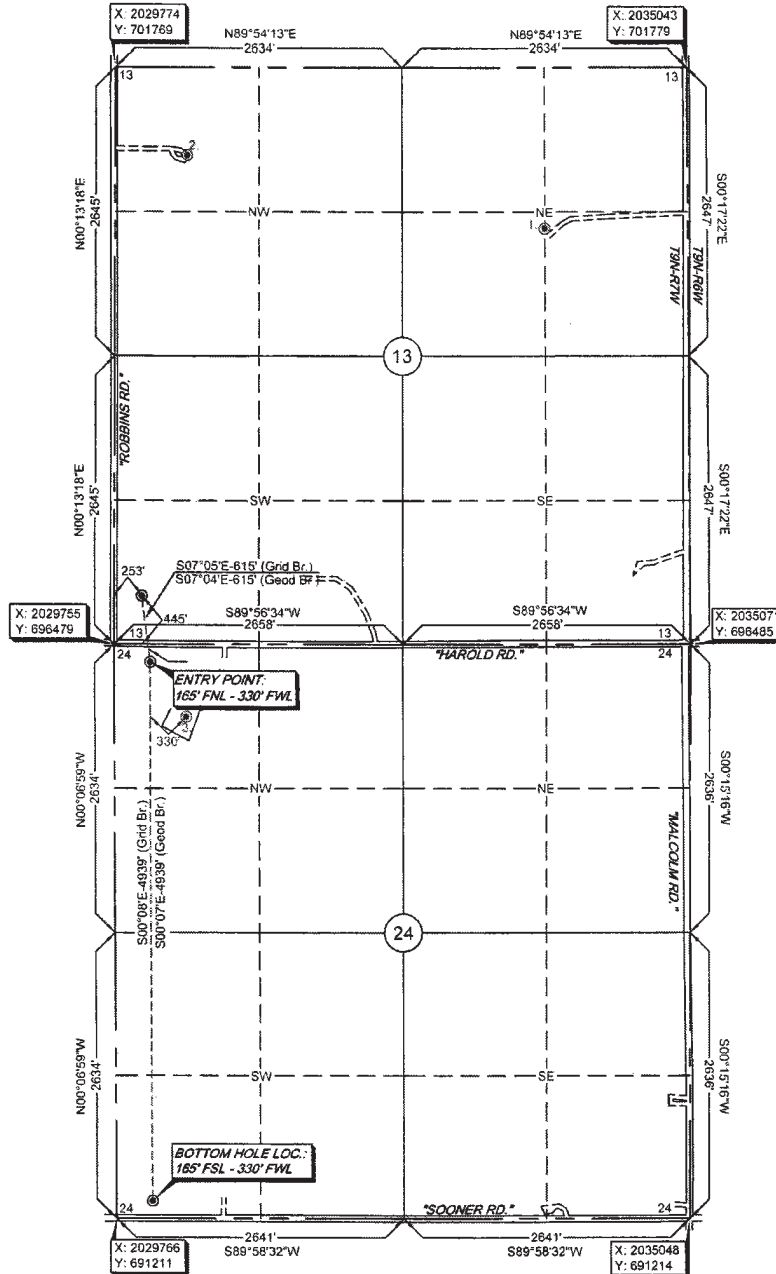 X: 2029774
Y: 701769
N89°54'13"E
2634'
N89°54'13"E
2634'
X: 2035043
Y: 701779
13
13
2
N00°13'18"E
2645'
NW
NE
1
S00°17'22"E
2647'
T9N-R7W
T9N-R6W
13
"ROBBINS RD."
N00°13'18"E
2645'
SW
SE
S00°17'22"E
2647'
253'
S07°05'E-615' (Grid Br.)
S07°04'E-615' (Geod Br.)
445'
S89°56'34"W
2658'
S89°56'34"W
2658'
X: 2029755
Y: 696479
13
13
X: 203507
Y: 696485
24
24
"HAROLD RD."
ENTRY POINT:
165' FNL - 330' FWL
330'
N00°06'59"W
2634'
NW
NE
S00°15'16"W
2636'
S00°08'E-4939' (Grid Br.)
S00°07'E-4939' (Geod Br.)
"MALCOLM RD."
24
N00°06'59"W
2634'
SW
SE
S00°15'16"W
2636'
BOTTOM HOLE LOC.:
165' FSL - 330' FWL
24
"SOONER RD."
24
X: 2029766
Y: 691211
2641'
S89°58'32"W
2641'
S89°58'32"W
X: 2035048
Y: 691214